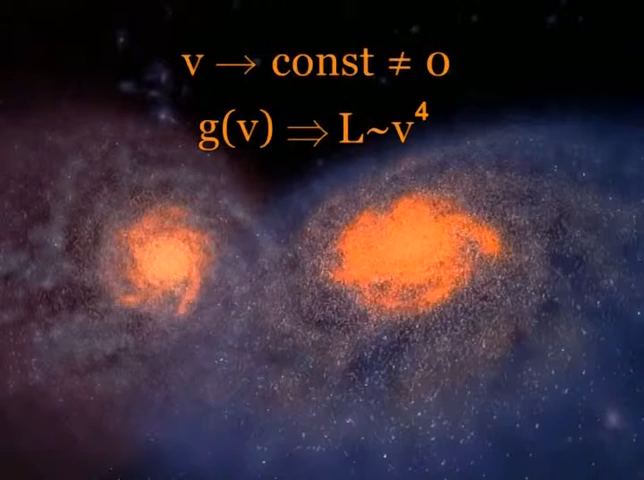 v → const ≠ 0
g(v) ⇒ L~v⁴